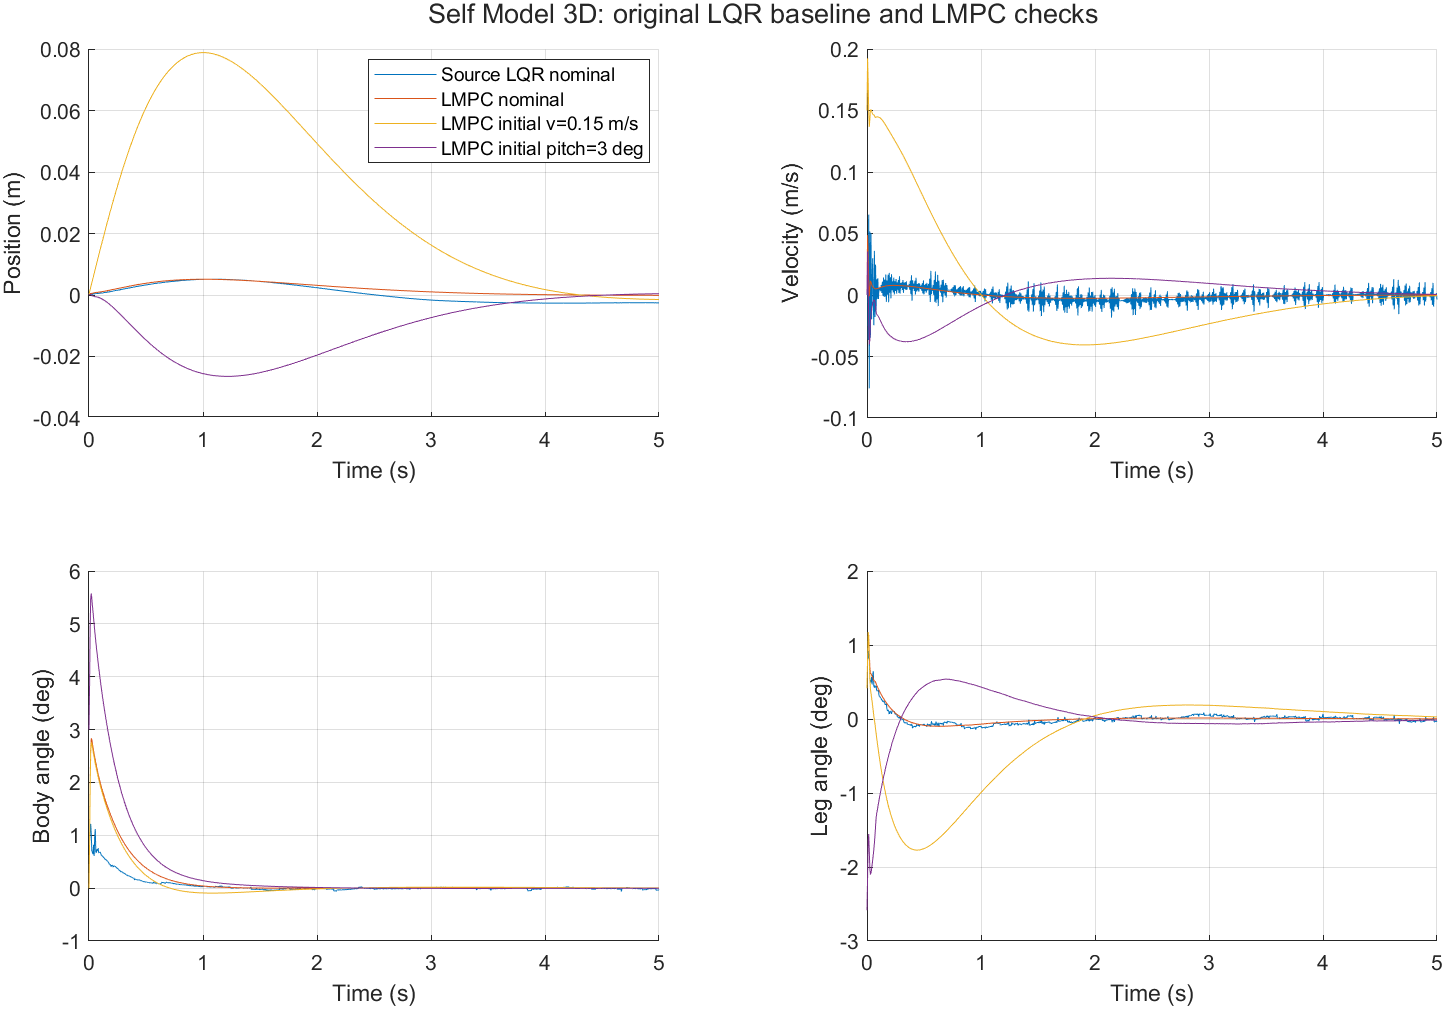 Self Model 3D: original LQR baseline and LMPC checks
0.08
0.06
0.04
0.02
0
-0.02
-0.04
Position (m)
0 1 2 3 4 5
Time (s)
Source LQR nominal
LMPC nominal
LMPC initial v=0.15 m/s
LMPC initial pitch=3 deg
0.2
0.15
0.1
0.05
0
-0.05
-0.1
Velocity (m/s)
0 1 2 3 4 5
Time (s)
6
5
4
3
2
1
0
-1
Body angle (deg)
0 1 2 3 4 5
Time (s)
2
1
0
-1
-2
-3
Leg angle (deg)
0 1 2 3 4 5
Time (s)